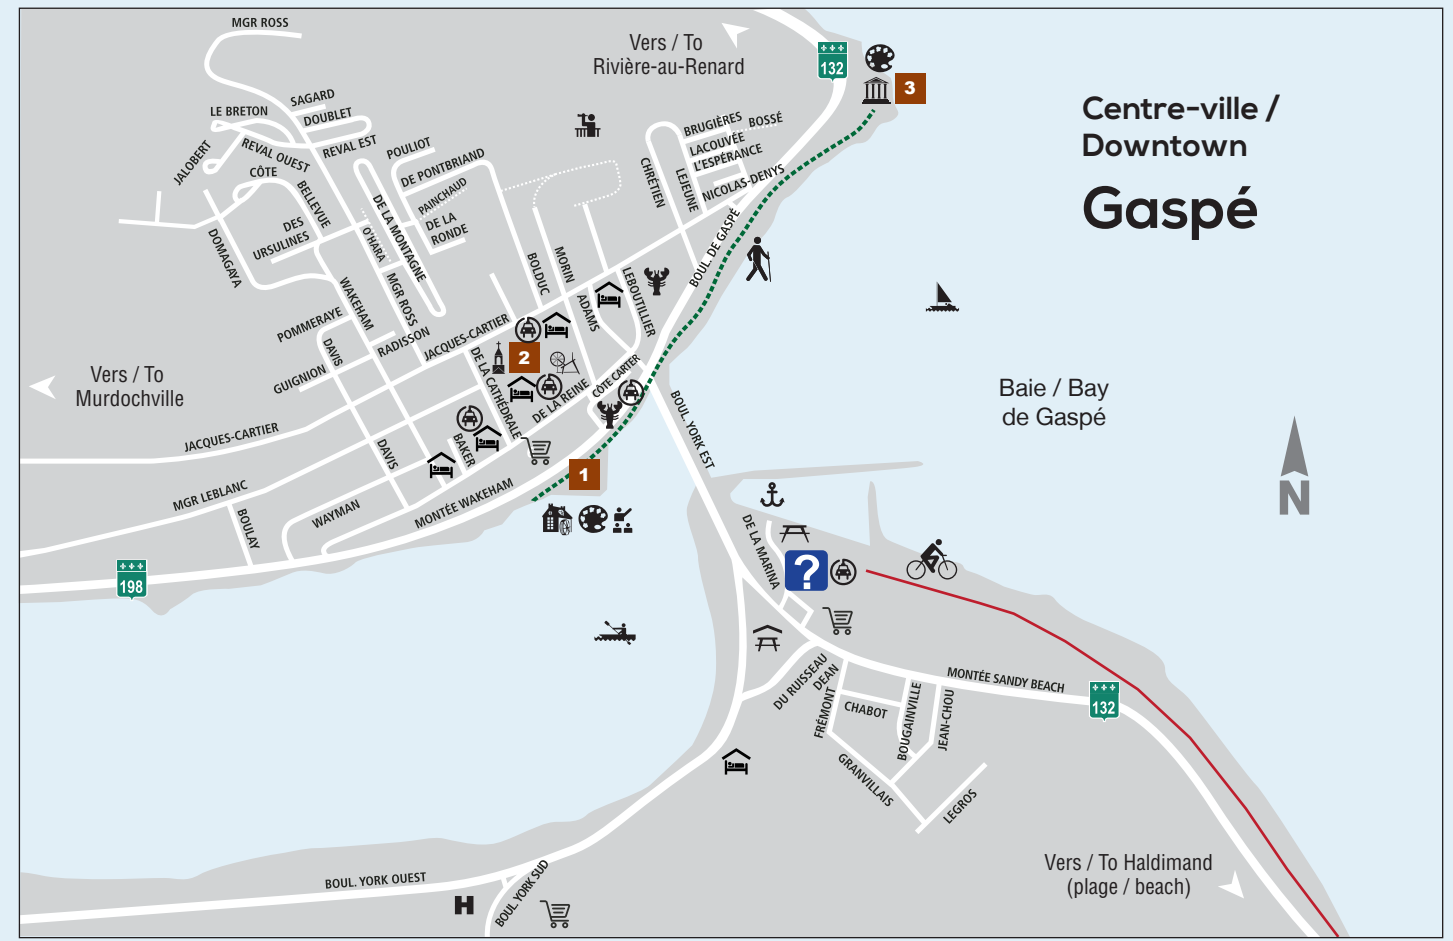 MGR ROSS
Vers / To
Rivière-au-Renard
132
3
Centre-ville /
Downtown
Gaspé
SAGARD
LE BRETON
DOUBLET
BRUGIÈRES
BOSSÉ
REVAL EST
REVAL OUEST
JALOBERT
POULIOT
LACOUVÉE
L'ESPÉRANCE
CÔTE
DE PONTBRIAND
CHRÉTIEN
LEJEUNE
NICOLAS-DENYS
BELLEVUE
PAINCHAUD
DE LA MONTAGNE
DES
URSULINES
DE LA
RONDE
O'HARA
DOMAGAYA
BOUL. DE GASPÉ
BOLDUC
MORIN
WAKEHAM
MGR ROSS
ADAMS
LEBOUTILLIER
POMMERAYE
RADISSON
JACQUES-CARTIER
DAVIS
2
Vers / To
Murdochville
GUIGNION
DE LA CATHÉDRALE
DE LA REINE
CÔTE CARTER
Baie / Bay
de Gaspé
BOUL. YORK EST
JACQUES-CARTIER
DAVIS
BAKER
1
N
MGR LEBLANC
WAYMAN
MONTÉE WAKEHAM
BOULAY
DE LA MARINA
?
198
DU RUISSEAU
DEAN
MONTÉE SANDY BEACH
132
FRÉMONT
CHABOT
BOUGAINVILLE
JEAN-CHOU
GRANVILLAIS
LEGROS
Vers / To Haldimand
(plage / beach)
BOUL. YORK OUEST
BOUL YORK SUD
H